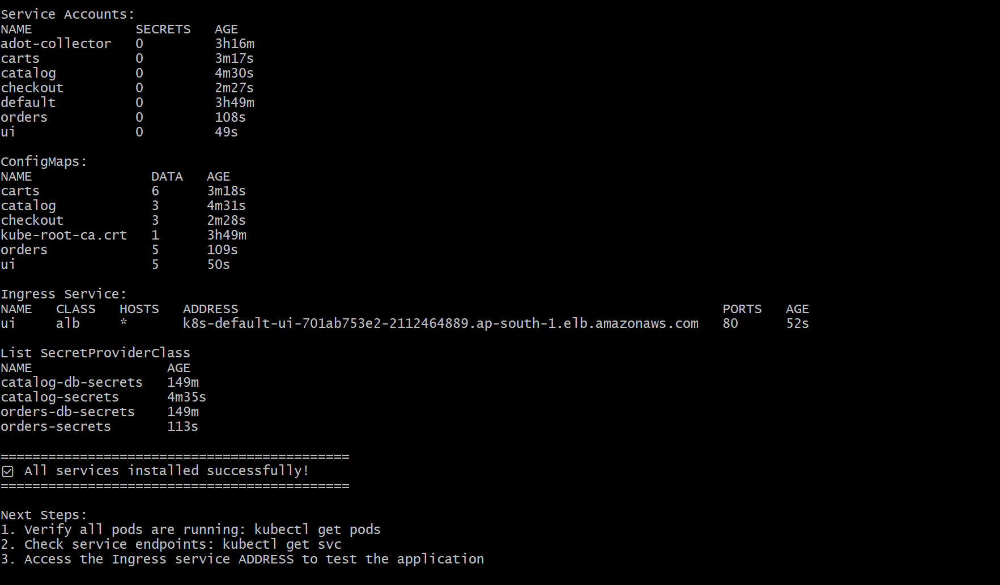 Service Accounts:
NAME             SECRETS   AGE
adot-collector   0         3h16m
carts            0         3m17s
catalog          0         4m30s
checkout         0         2m27s
default          0         3h49m
orders           0         108s
ui               0         49s

ConfigMaps:
NAME               DATA   AGE
carts              6      3m18s
catalog            3      4m31s
checkout           3      2m28s
kube-root-ca.crt   1      3h49m
orders             5      109s
ui                 5      50s

Ingress Service:
NAME   CLASS   HOSTS   ADDRESS                                                              PORTS   AGE
ui     alb     *       k8s-default-ui-701ab753e2-2112464889.ap-south-1.elb.amazonaws.com   80      52s

List SecretProviderClass
NAME                 AGE
catalog-db-secrets   149m
catalog-secrets      4m35s
orders-db-secrets    149m
orders-secrets       113s

============================================
☑ All services installed successfully!
============================================

Next Steps:
1. Verify all pods are running: kubectl get pods
2. Check service endpoints: kubectl get svc
3. Access the Ingress service ADDRESS to test the application